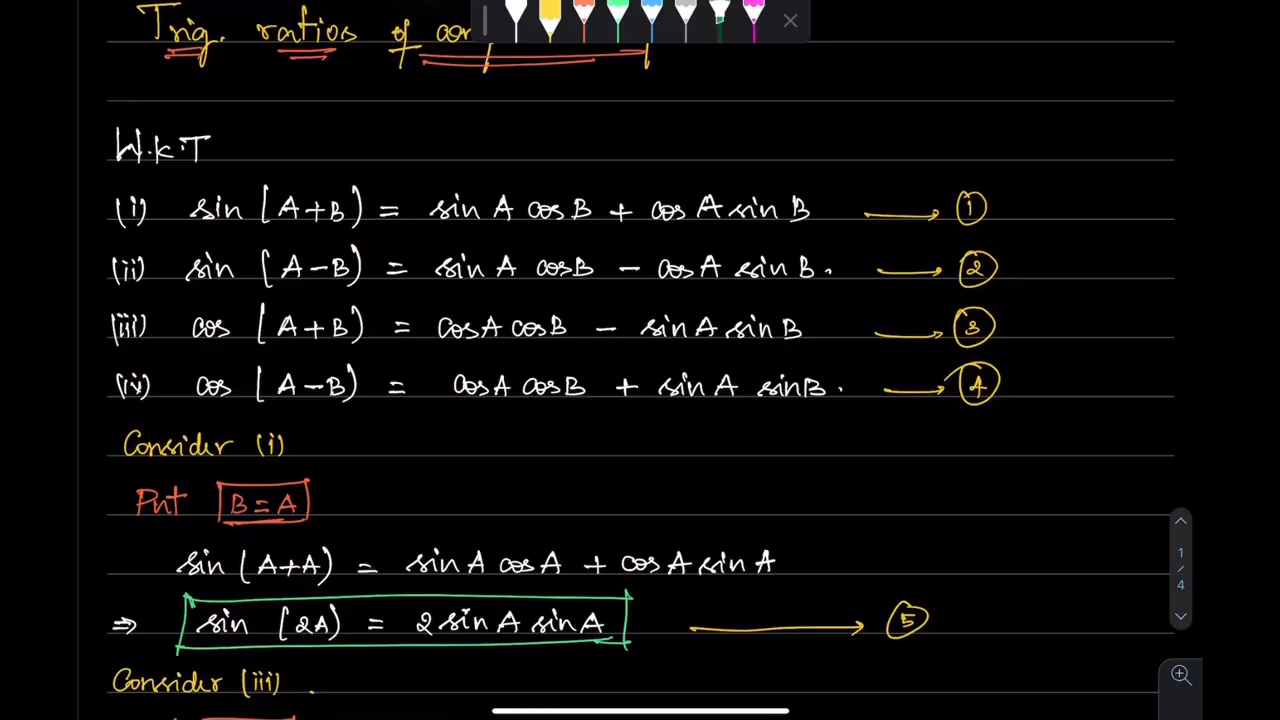 Trig. ratios of
W.K.T
(i) sin [A+B) = sin A cos B + cos A sin B → ①
(ii) sin [A-B) = sin A cos B - cos A sin B. → ②
(iii) cos [A+B) = cos A cos B - sin A sin B → ③
(iv) cos [A-B) = cos A cos B + sin A sin B. → ④
Consider (i)
Put B = A
sin (A+A) = sin A cos A + cos A sin A
⇒ sin [2A) = 2 sin A sin A → ⑤
Consider (iii) .
1
/
4